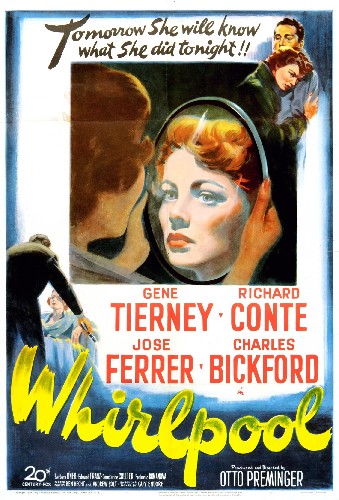 Tomorrow She will know
what She did tonight!!
GENE RICHARD
TIERNEY · CONTE
JOSE CHARLES
FERRER · BICKFORD
in
Whirlpool
20th
CENTURY-FOX
Produced and Directed by
OTTO PREMINGER